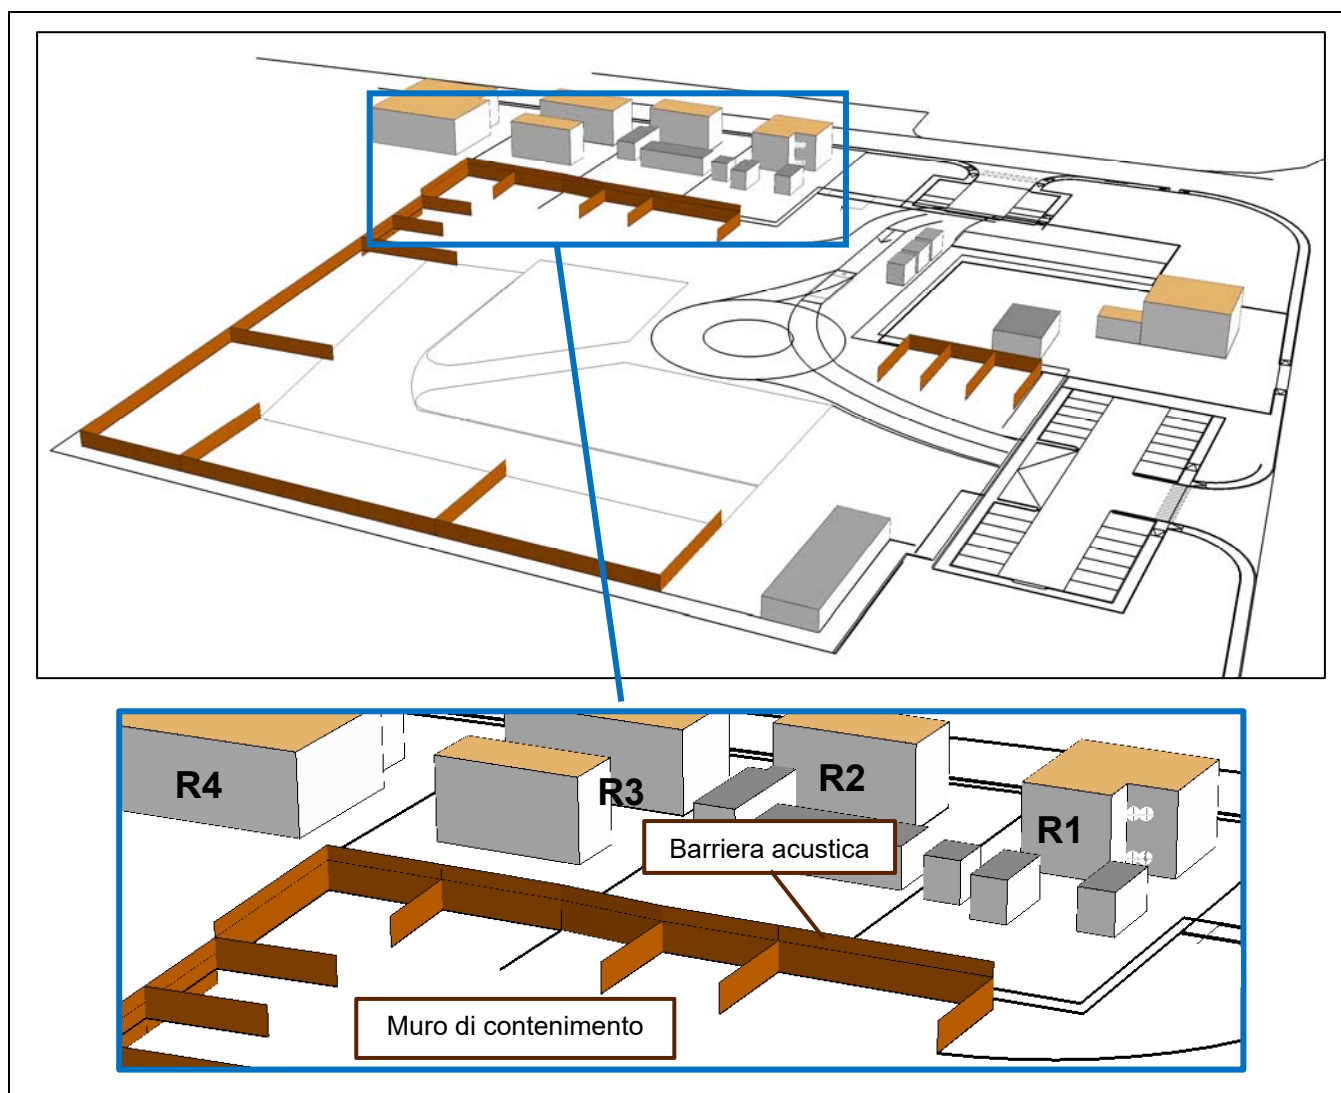 R4
R3
R2
R1
Barriera acustica
Muro di contenimento